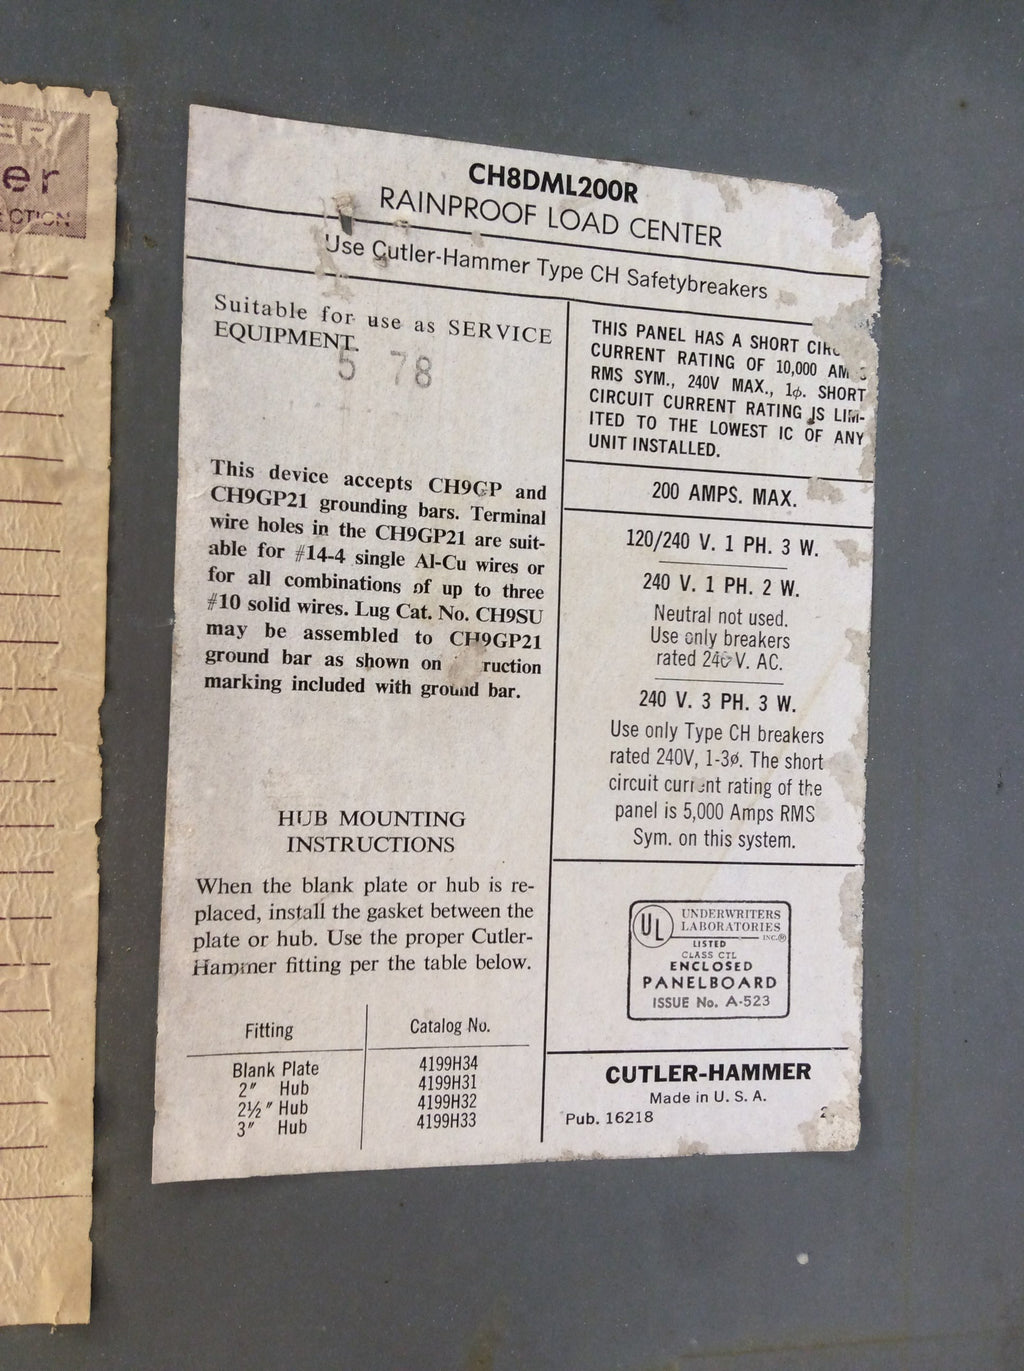 ER
er
CTION
CH8DML200R
RAINPROOF LOAD CENTER
Use Cutler-Hammer Type CH Safetybreakers
Suitable for use as SERVICE
EQUIPMENT.
5 78
This device accepts CH9GP and
CH9GP21 grounding bars. Terminal
wire holes in the CH9GP21 are suit-
able for #14-4 single Al-Cu wires or
for all combinations of up to three
#10 solid wires. Lug Cat. No. CH9SU
may be assembled to CH9GP21
ground bar as shown on ruction
marking included with ground bar.
HUB MOUNTING
INSTRUCTIONS
When the blank plate or hub is re-
placed, install the gasket between the
plate or hub. Use the proper Cutler-
Hammer fitting per the table below.
Fitting Catalog No.
Blank Plate 4199H34
2" Hub 4199H31
2½" Hub 4199H32
3" Hub 4199H33
THIS PANEL HAS A SHORT CIRC
CURRENT RATING OF 10,000 AM S
RMS SYM., 240V MAX., 1ø. SHORT
CIRCUIT CURRENT RATING IS LIM-
ITED TO THE LOWEST IC OF ANY
UNIT INSTALLED.
200 AMPS. MAX.
120/240 V. 1 PH. 3 W.
240 V. 1 PH. 2 W.
Neutral not used.
Use only breakers
rated 240 V. AC.
240 V. 3 PH. 3 W.
Use only Type CH breakers
rated 240V, 1-3ø. The short
circuit current rating of the
panel is 5,000 Amps RMS
Sym. on this system.
UL UNDERWRITERS
LABORATORIES
INC.®
LISTED
CLASS CTL
ENCLOSED
PANELBOARD
ISSUE No. A-523
CUTLER-HAMMER
Made in U. S. A.
Pub. 16218 2